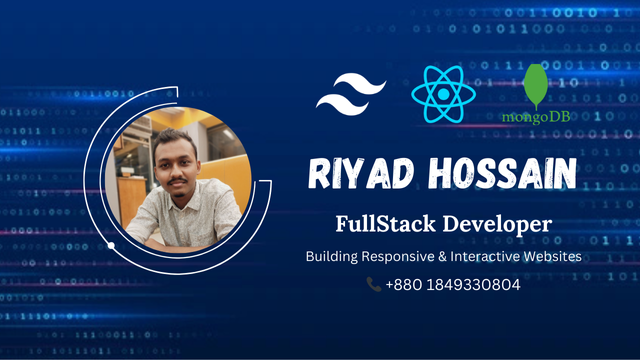 mongoDB
RIYAD HOSSAIN
FullStack Developer
Building Responsive & Interactive Websites
+880 1849330804